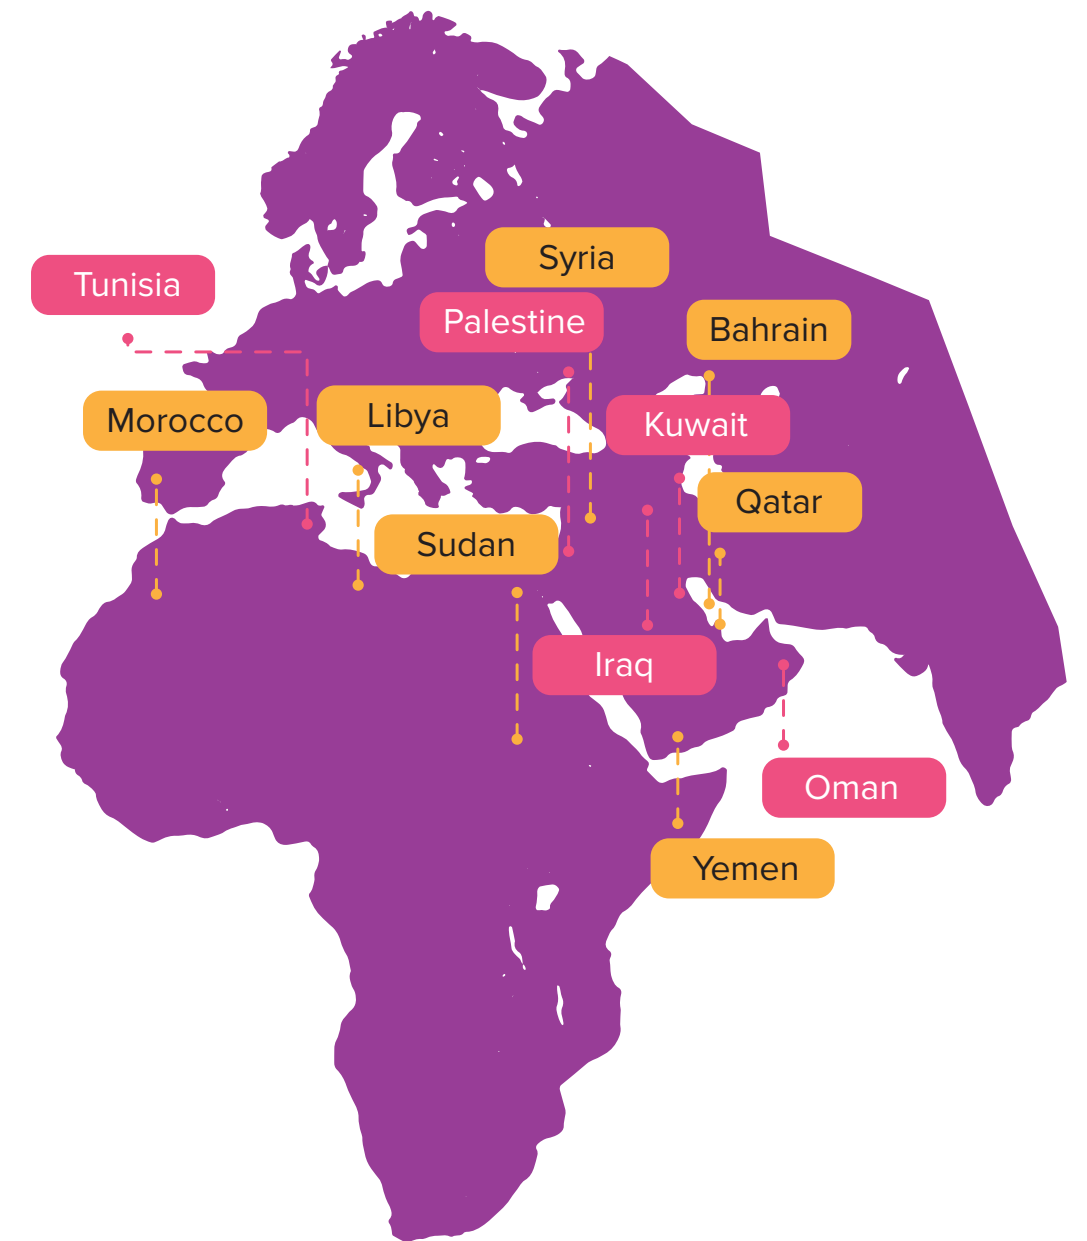 Syria
Tunisia
Palestine
Bahrain
Morocco
Libya
Kuwait
Qatar
Sudan
Iraq
Oman
Yemen